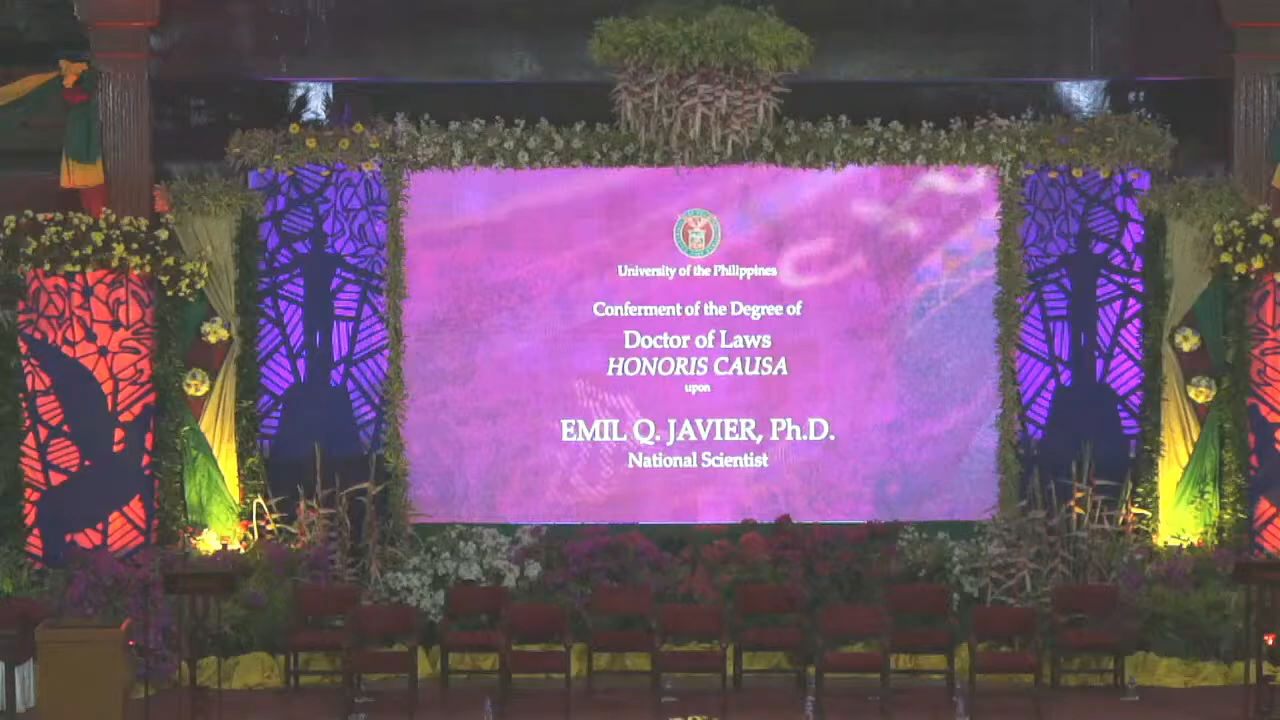 University of the Philippines
Conferment of the Degree of
Doctor of Laws
HONORIS CAUSA
upon
EMIL Q. JAVIER, Ph.D.
National Scientist